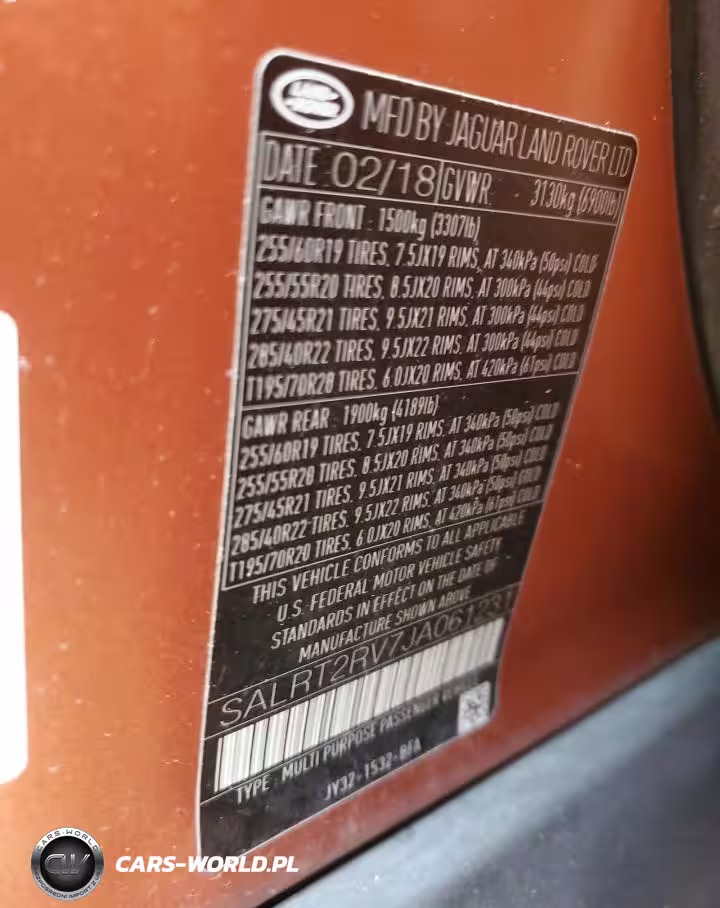 LAND-
-ROVER
MFD BY JAGUAR LAND ROVER LTD
DATE 02/18 GVWR: 3130kg (6900lb)
GAWR FRONT : 1500kg (3307lb)
255/60R19 TIRES, 7.5JX19 RIMS, AT 340kPa (50psi) COLD
255/55R20 TIRES, 8.5JX20 RIMS, AT 300kPa (44psi) COLD
275/45R21 TIRES, 9.5JX21 RIMS, AT 300kPa (44psi) COLD
285/40R22 TIRES, 9.5JX22 RIMS, AT 300kPa (44psi) COLD
T195/70R20 TIRES, 6.0JX20 RIMS, AT 420kPa (61psi) COLD
GAWR REAR : 1900kg (4189lb)
255/60R19 TIRES, 7.5JX19 RIMS, AT 340kPa (50psi) COLD
255/55R20 TIRES, 8.5JX20 RIMS, AT 340kPa (50psi) COLD
275/45R21 TIRES, 9.5JX21 RIMS, AT 340kPa (50psi) COLD
285/40R22 TIRES, 9.5JX22 RIMS, AT 340kPa (50psi) COLD
T195/70R20 TIRES, 6.0JX20 RIMS, AT 420kPa (61psi) COLD
THIS VEHICLE CONFORMS TO ALL APPLICABLE
U.S. FEDERAL MOTOR VEHICLE SAFETY
STANDARDS IN EFFECT ON THE DATE OF
MANUFACTURE SHOWN ABOVE
SALRT2RV7JA061231
TYPE : MULTI PURPOSE PASSENGER VEHICLE
JY32-1532-BFA
CARS-WORLD
CW
BEZPOŚREDNI IMPORT Z USA
CARS-WORLD.PL